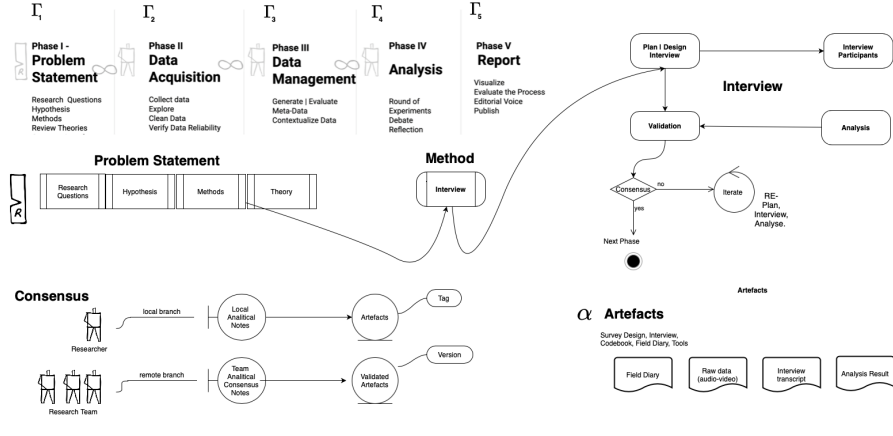 Γ1
Γ2
Γ3
Γ4
Γ5
Phase I -
Problem
Statement
Research Questions
Hypothesis
Methods
Review Theories
Phase II
Data
Acquisition
Collect data
Explore
Clean Data
Verify Data Reliability
Phase III
Data
Management
Generate | Evaluate
Meta-Data
Contextualize Data
Phase IV
Analysis
Round of
Experiments
Debate
Reflection
Phase V
Report
Visualize
Evaluate the Process
Editorial Voice
Publish
Problem Statement
R
Research
Questions
Hypothesis
Methods
Theory
Method
Interview
Plan I Design
Interview
Interview
Participants
Interview
Validation
Analysis
Consensus
no
Iterate
RE-
Plan,
Interview,
Analyse.
yes
Next Phase
Consensus
Researcher
local branch
Local
Analitical
Notes
Artefacts
Tag
Research Team
remote branch
Team
Analitical
Consensus
Notes
Validated
Artefacts
Version
Artefacts
α Artefacts
Survey Design, Interview,
Codebook, Field Diary, Tools
Field Diary
Raw data
(audio-video)
Interview
transcript
Analysis Result